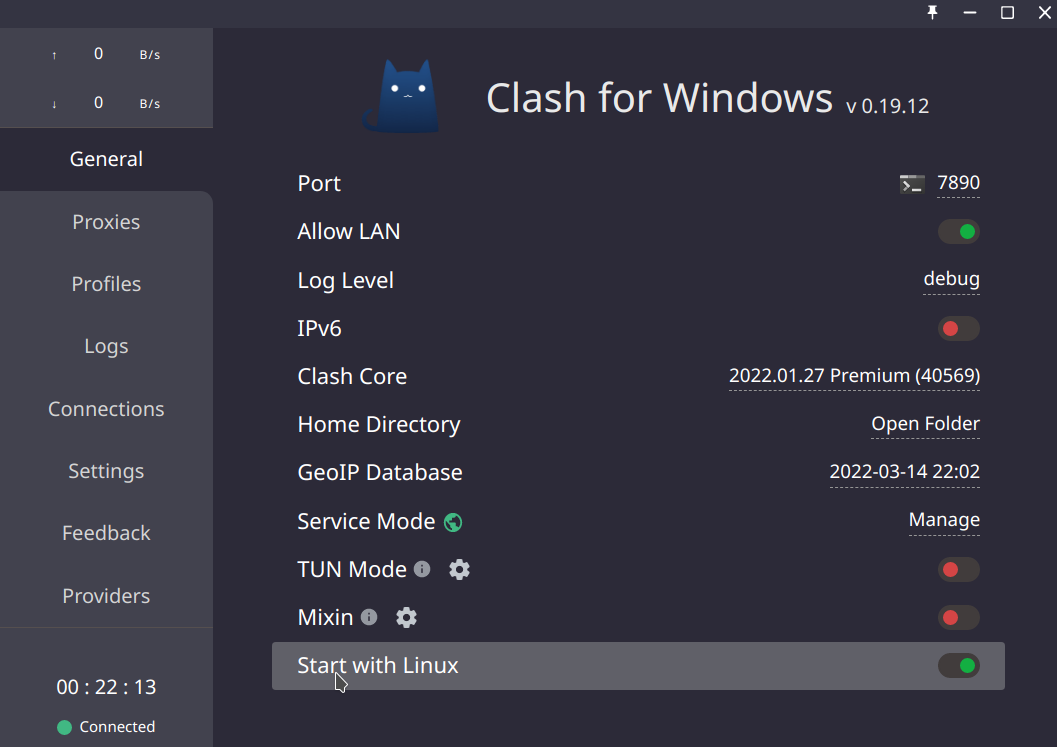 ↑ 0 B/s
↓ 0 B/s
General
Proxies
Profiles
Logs
Connections
Settings
Feedback
Providers
00 : 22 : 13
Connected
Clash for Windows v 0.19.12
Port 7890
Allow LAN
Log Level debug
IPv6
Clash Core 2022.01.27 Premium (40569)
Home Directory Open Folder
GeoIP Database 2022-03-14 22:02
Service Mode Manage
TUN Mode
Mixin
Start with Linux